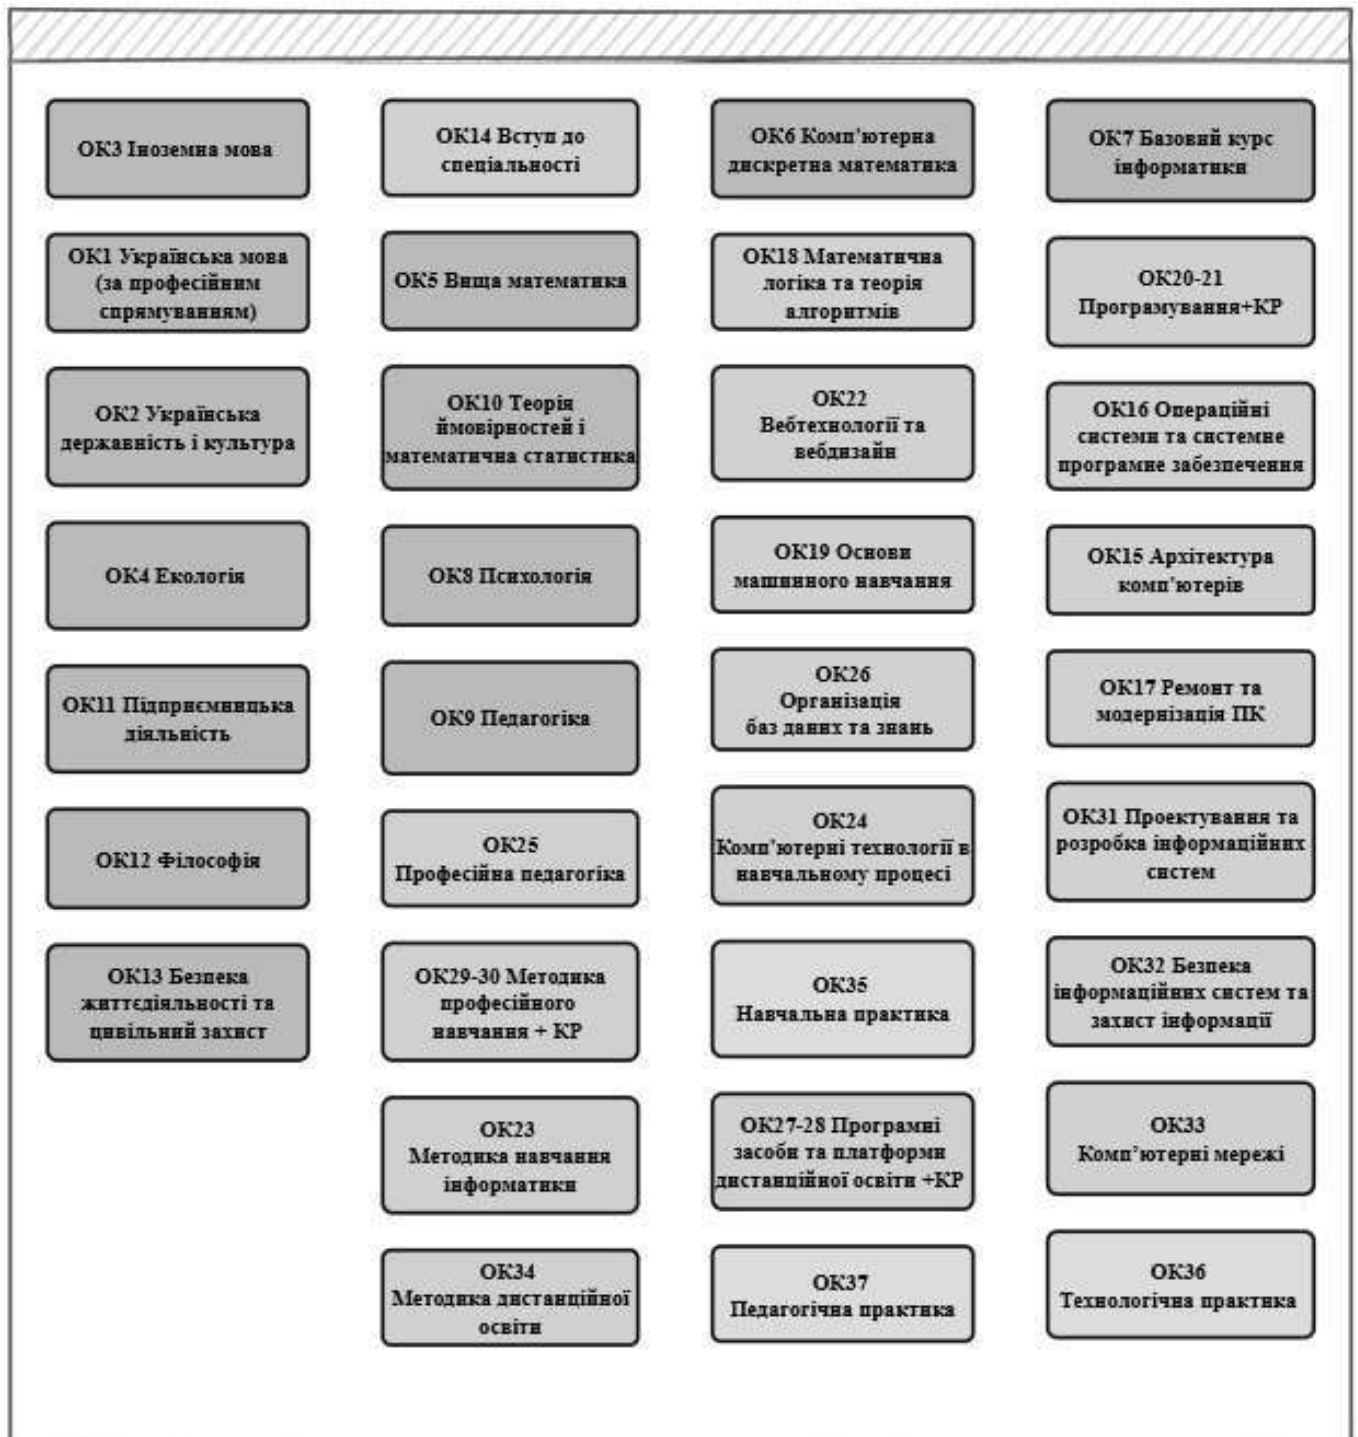 ОК3 Іноземна мова
ОК1 Українська мова
(за професійним
спрямуванням)
ОК2 Українська
державність і культура
ОК4 Екологія
ОК11 Підприємницька
діяльність
ОК12 Філософія
ОК13 Безпека
життєдіяльності та
цивільний захист
ОК14 Вступ до
спеціальності
ОК5 Вища математика
ОК10 Теорія
ймовірностей і
математична статистика
ОК8 Психологія
ОК9 Педагогіка
ОК25
Професійна педагогіка
ОК29-30 Методика
професійного
навчання + КР
ОК23
Методика навчання
інформатики
ОК34
Методика дистанційної
освіти
ОК6 Комп'ютерна
дискретна математика
ОК18 Математична
логіка та теорія
алгоритмів
ОК22
Вебтехнології та
вебдизайн
ОК19 Основи
машинного навчання
ОК26
Організація
баз даних та знань
ОК24
Комп'ютерні технології в
навчальному процесі
ОК35
Навчальна практика
ОК27-28 Програмні
засоби та платформи
дистанційної освіти +КР
ОК37
Педагогічна практика
ОК7 Базовий курс
інформатики
ОК20-21
Програмування+КР
ОК16 Операційні
системи та системне
програмне забезпечення
ОК15 Архітектура
комп'ютерів
ОК17 Ремонт та
модернізація ПК
ОК31 Проектування та
розробка інформаційних
систем
ОК32 Безпека
інформаційних систем та
захист інформації
ОК33
Комп'ютерні мережі
ОК36
Технологічна практика